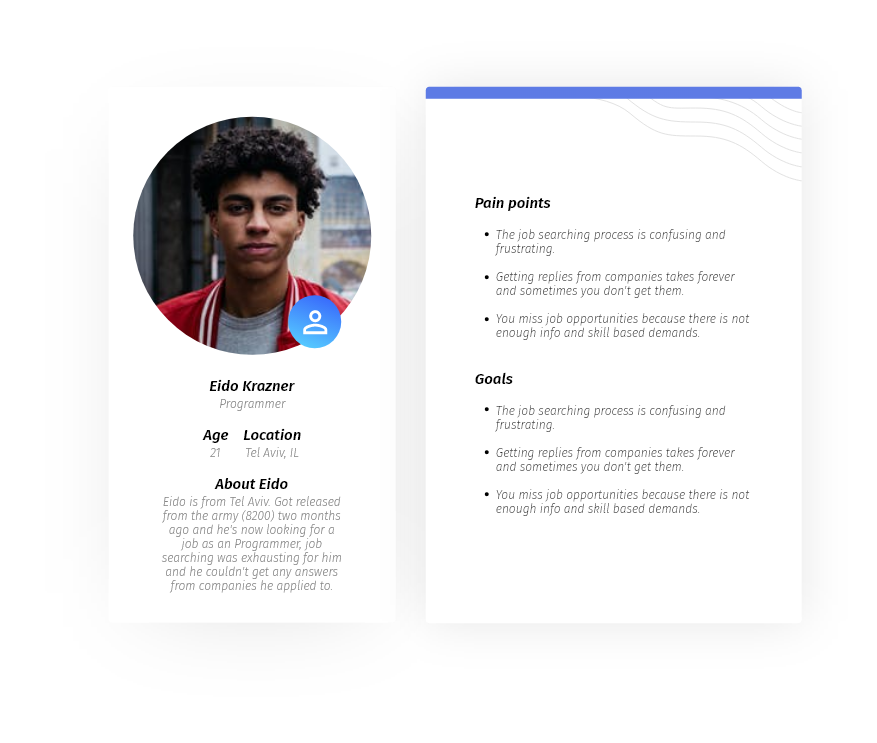 Eido Krazner
Programmer
Age Location
21 Tel Aviv, IL
About Eido
Eido is from Tel Aviv. Got released
from the army (8200) two months
ago and he's now looking for a
job as an Programmer, job
searching was exhausting for him
and he couldn't get any answers
from companies he applied to.
Pain points
• The job searching process is confusing and
frustrating.
• Getting replies from companies takes forever
and sometimes you don't get them.
• You miss job opportunities because there is not
enough info and skill based demands.
Goals
• The job searching process is confusing and
frustrating.
• Getting replies from companies takes forever
and sometimes you don't get them.
• You miss job opportunities because there is not
enough info and skill based demands.